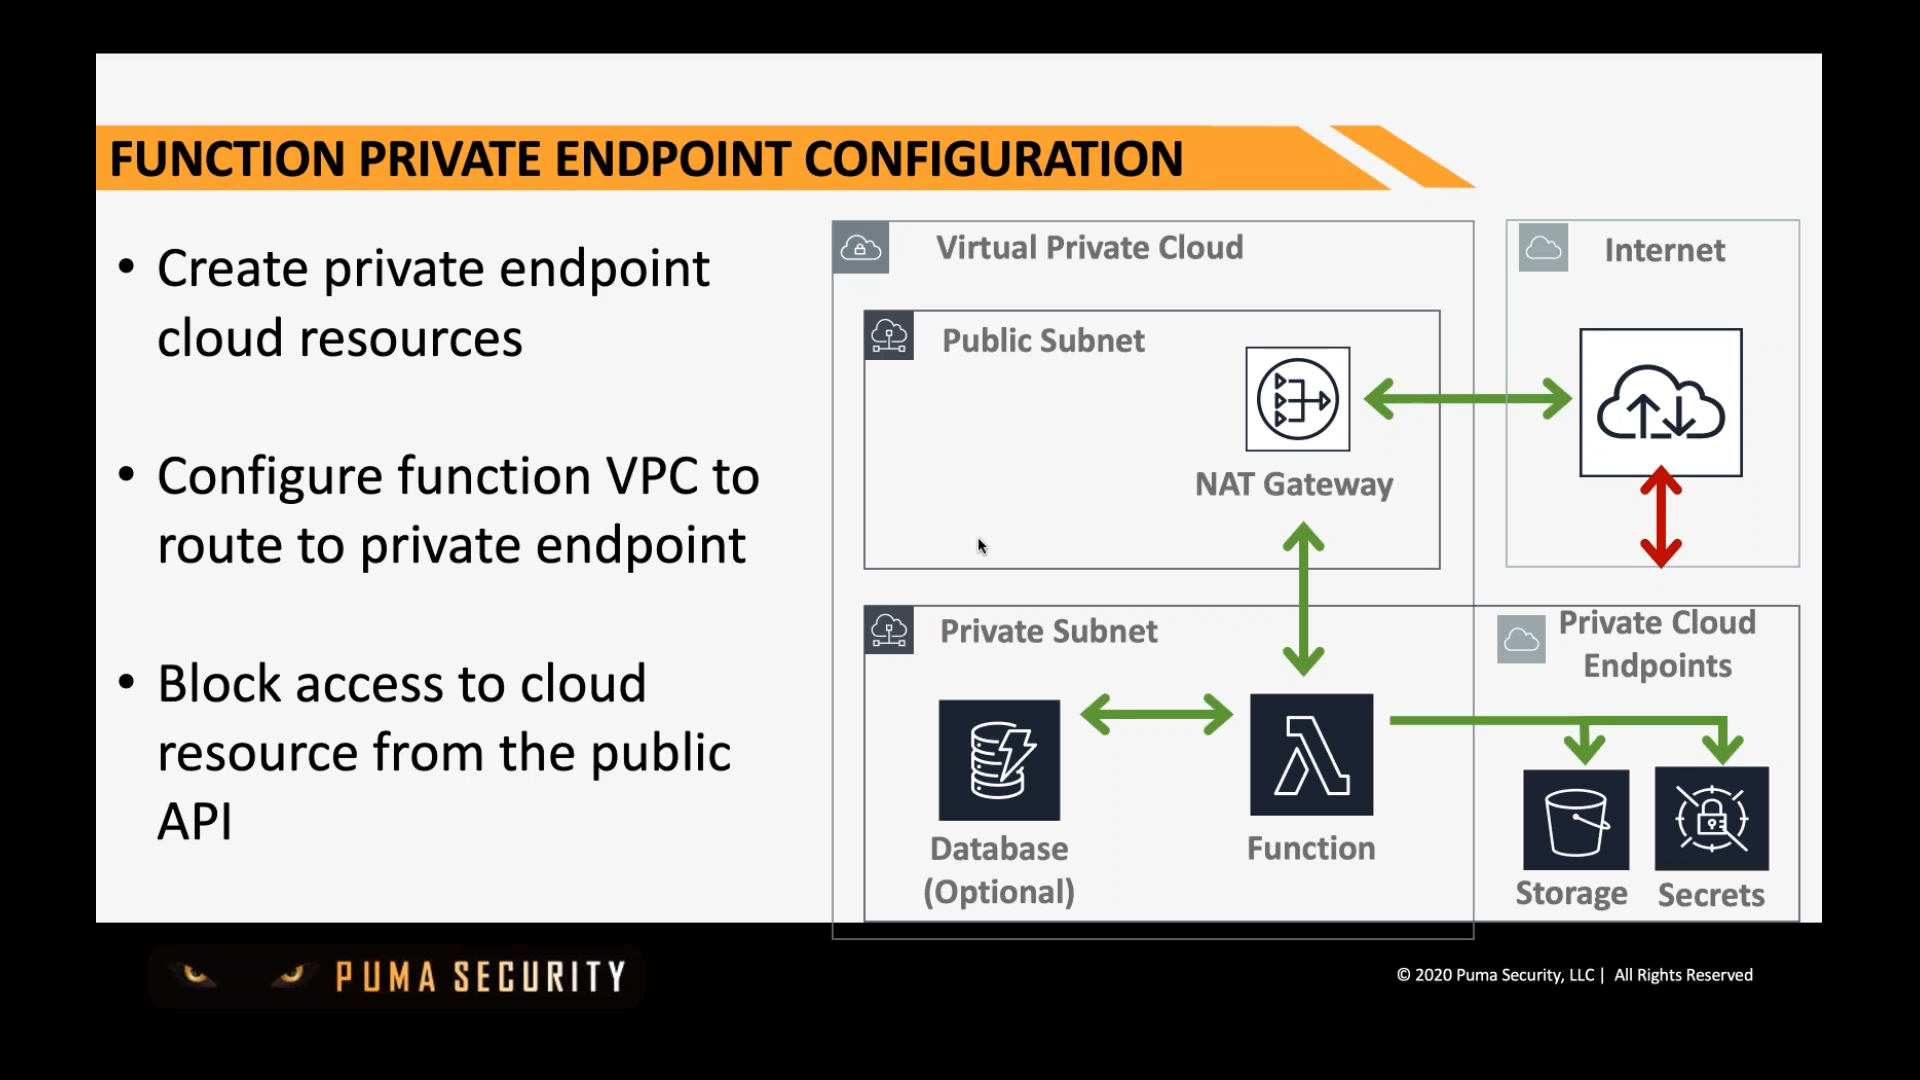 FUNCTION PRIVATE ENDPOINT CONFIGURATION
• Create private endpoint
cloud resources
• Configure function VPC to
route to private endpoint
• Block access to cloud
resource from the public
API
Virtual Private Cloud
Internet
Public Subnet
NAT Gateway
Private Subnet
Private Cloud
Endpoints
Database
(Optional)
Function
Storage
Secrets
PUMA SECURITY
© 2020 Puma Security, LLC | All Rights Reserved